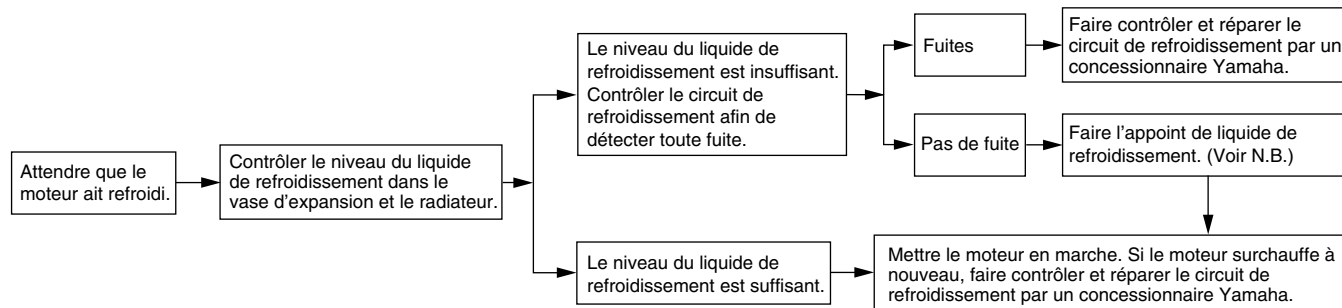 Attendre que le
moteur ait refroidi.
Contrôler le niveau du liquide
de refroidissement dans le
vase d'expansion et le radiateur.
Le niveau du liquide de
refroidissement est insuffisant.
Contrôler le circuit de
refroidissement afin de
détecter toute fuite.
Fuites
Faire contrôler et réparer le
circuit de refroidissement par un
concessionnaire Yamaha.
Pas de fuite
Faire l'appoint de liquide de
refroidissement. (Voir N.B.)
Le niveau du liquide de
refroidissement est suffisant.
Mettre le moteur en marche. Si le moteur surchauffe à
nouveau, faire contrôler et réparer le circuit de
refroidissement par un concessionnaire Yamaha.